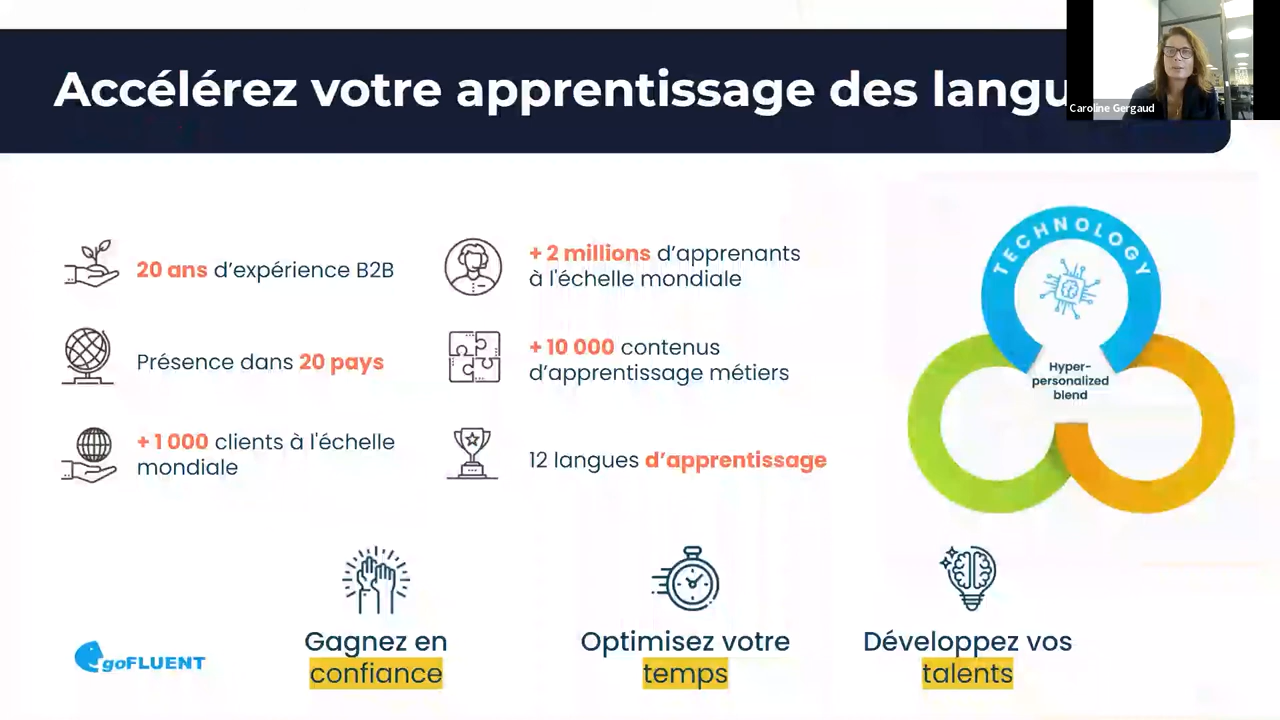 Accélérez votre apprentissage des langu
Caroline Gergaud
20 ans d'expérience B2B
+ 2 millions d'apprenants
à l'échelle mondiale
Présence dans 20 pays
+ 10 000 contenus
d'apprentissage métiers
+ 1 000 clients à l'échelle
mondiale
12 langues d'apprentissage
TECHNOLOGY
Hyper-
personalized
blend
Gagnez en
confiance
Optimisez votre
temps
Développez vos
talents
goFLUENT